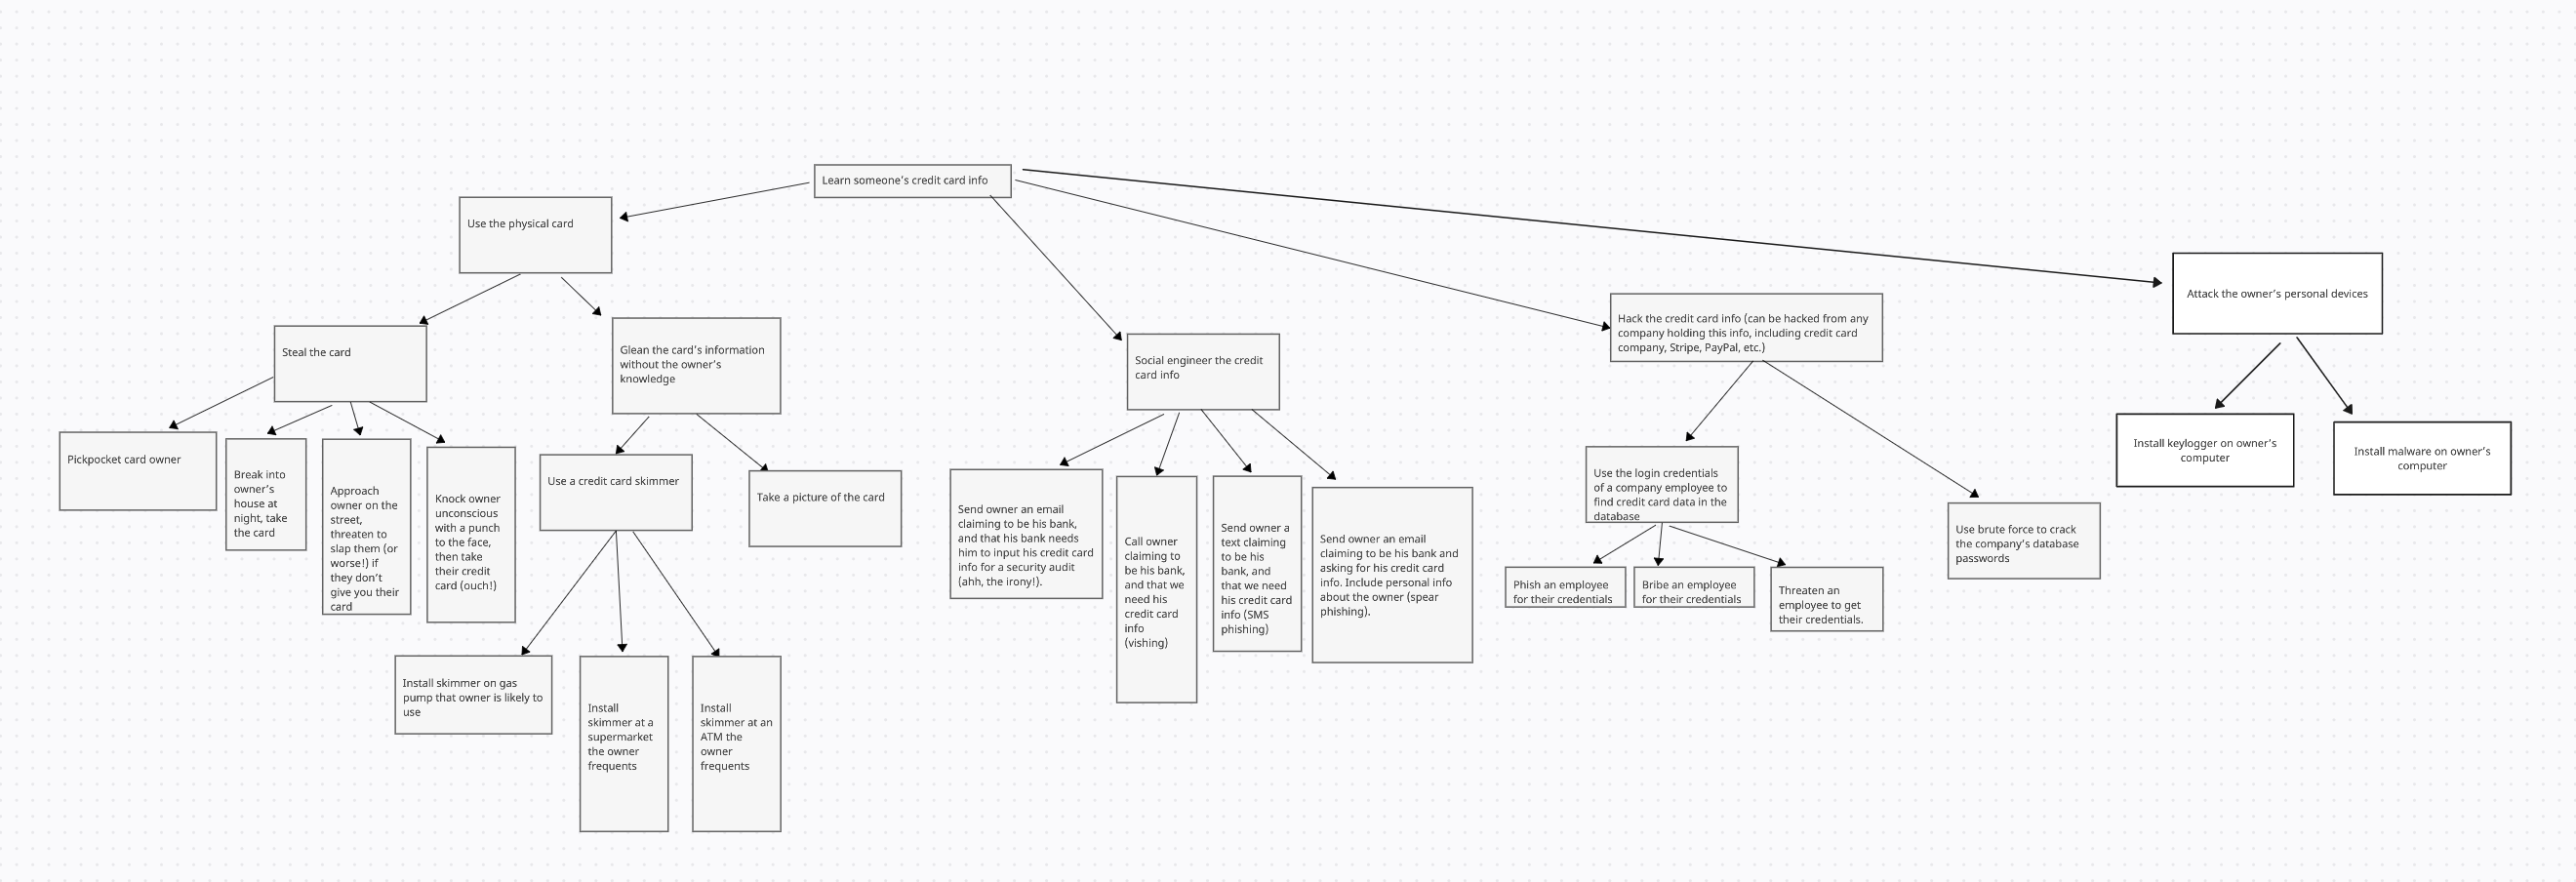 Learn someone's credit card info
Use the physical card
Attack the owner's personal devices
Hack the credit card info (can be hacked from any
company holding this info, including credit card
company, Stripe, PayPal, etc.)
Steal the card
Glean the card's information
without the owner's
knowledge
Social engineer the credit
card info
Pickpocket card owner
Break into
owner's
house at
night, take
the card
Approach
owner on the
street,
threaten to
slap them (or
worse!) if
they don't
give you their
card
Knock owner
unconscious
with a punch
to the face,
then take
their credit
card (ouch!)
Use a credit card skimmer
Take a picture of the card
Send owner an email
claiming to be his bank,
and that his bank needs
him to input his credit card
info for a security audit
(ahh, the irony!).
Call owner
claiming to
be his bank,
and that we
need his
credit card
info
(vishing)
Send owner a
text claiming
to be his
bank, and
that we need
his credit card
info (SMS
phishing)
Send owner an email
claiming to be his bank and
asking for his credit card
info. Include personal info
about the owner (spear
phishing).
Use the login credentials
of a company employee to
find credit card data in the
database
Use brute force to crack
the company's database
passwords
Install keylogger on owner's
computer
Install malware on owner's
computer
Phish an employee
for their credentials
Bribe an employee
for their credentials
Threaten an
employee to get
their credentials.
Install skimmer on gas
pump that owner is likely to
use
Install
skimmer at a
supermarket
the owner
frequents
Install
skimmer at an
ATM the
owner
frequents